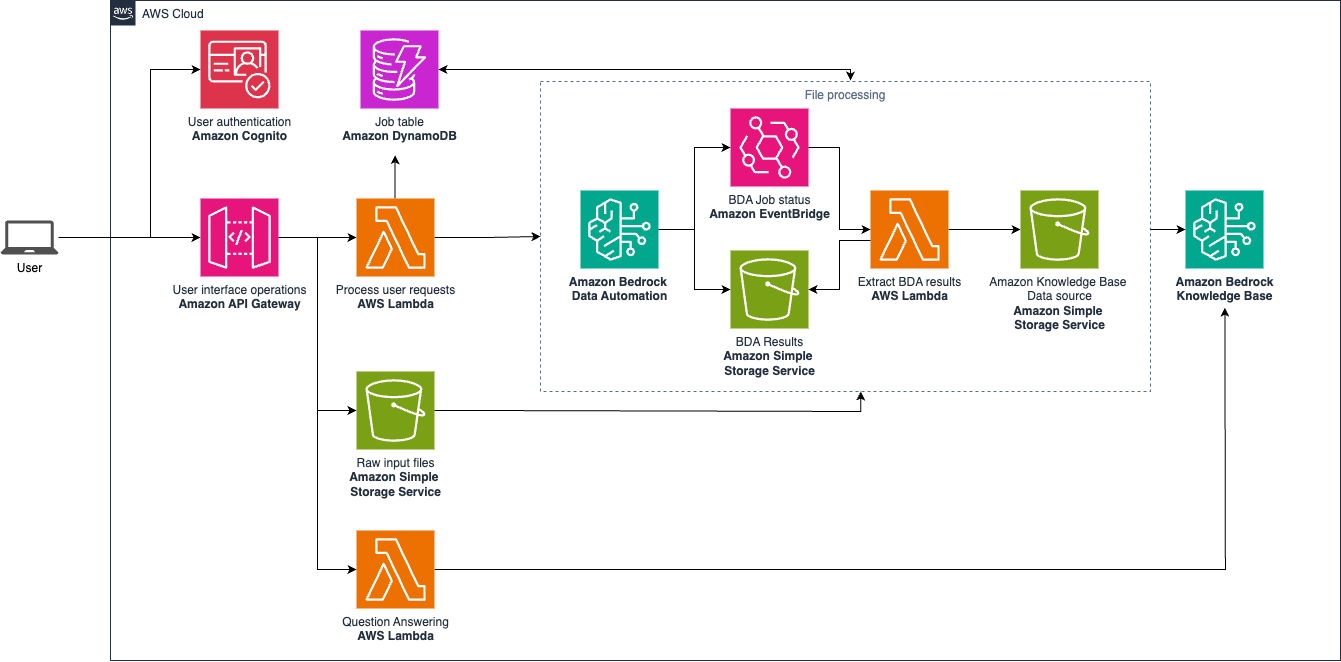 aws
AWS Cloud
User authentication
Amazon Cognito
Job table
Amazon DynamoDB
File processing
BDA Job status
Amazon EventBridge
User
</>
User interface operations
Amazon API Gateway
Process user requests
AWS Lambda
Amazon Bedrock
Data Automation
BDA Results
Amazon Simple
Storage Service
Extract BDA results
AWS Lambda
Amazon Knowledge Base
Data source
Amazon Simple
Storage Service
Amazon Bedrock
Knowledge Base
Raw input files
Amazon Simple
Storage Service
Question Answering
AWS Lambda